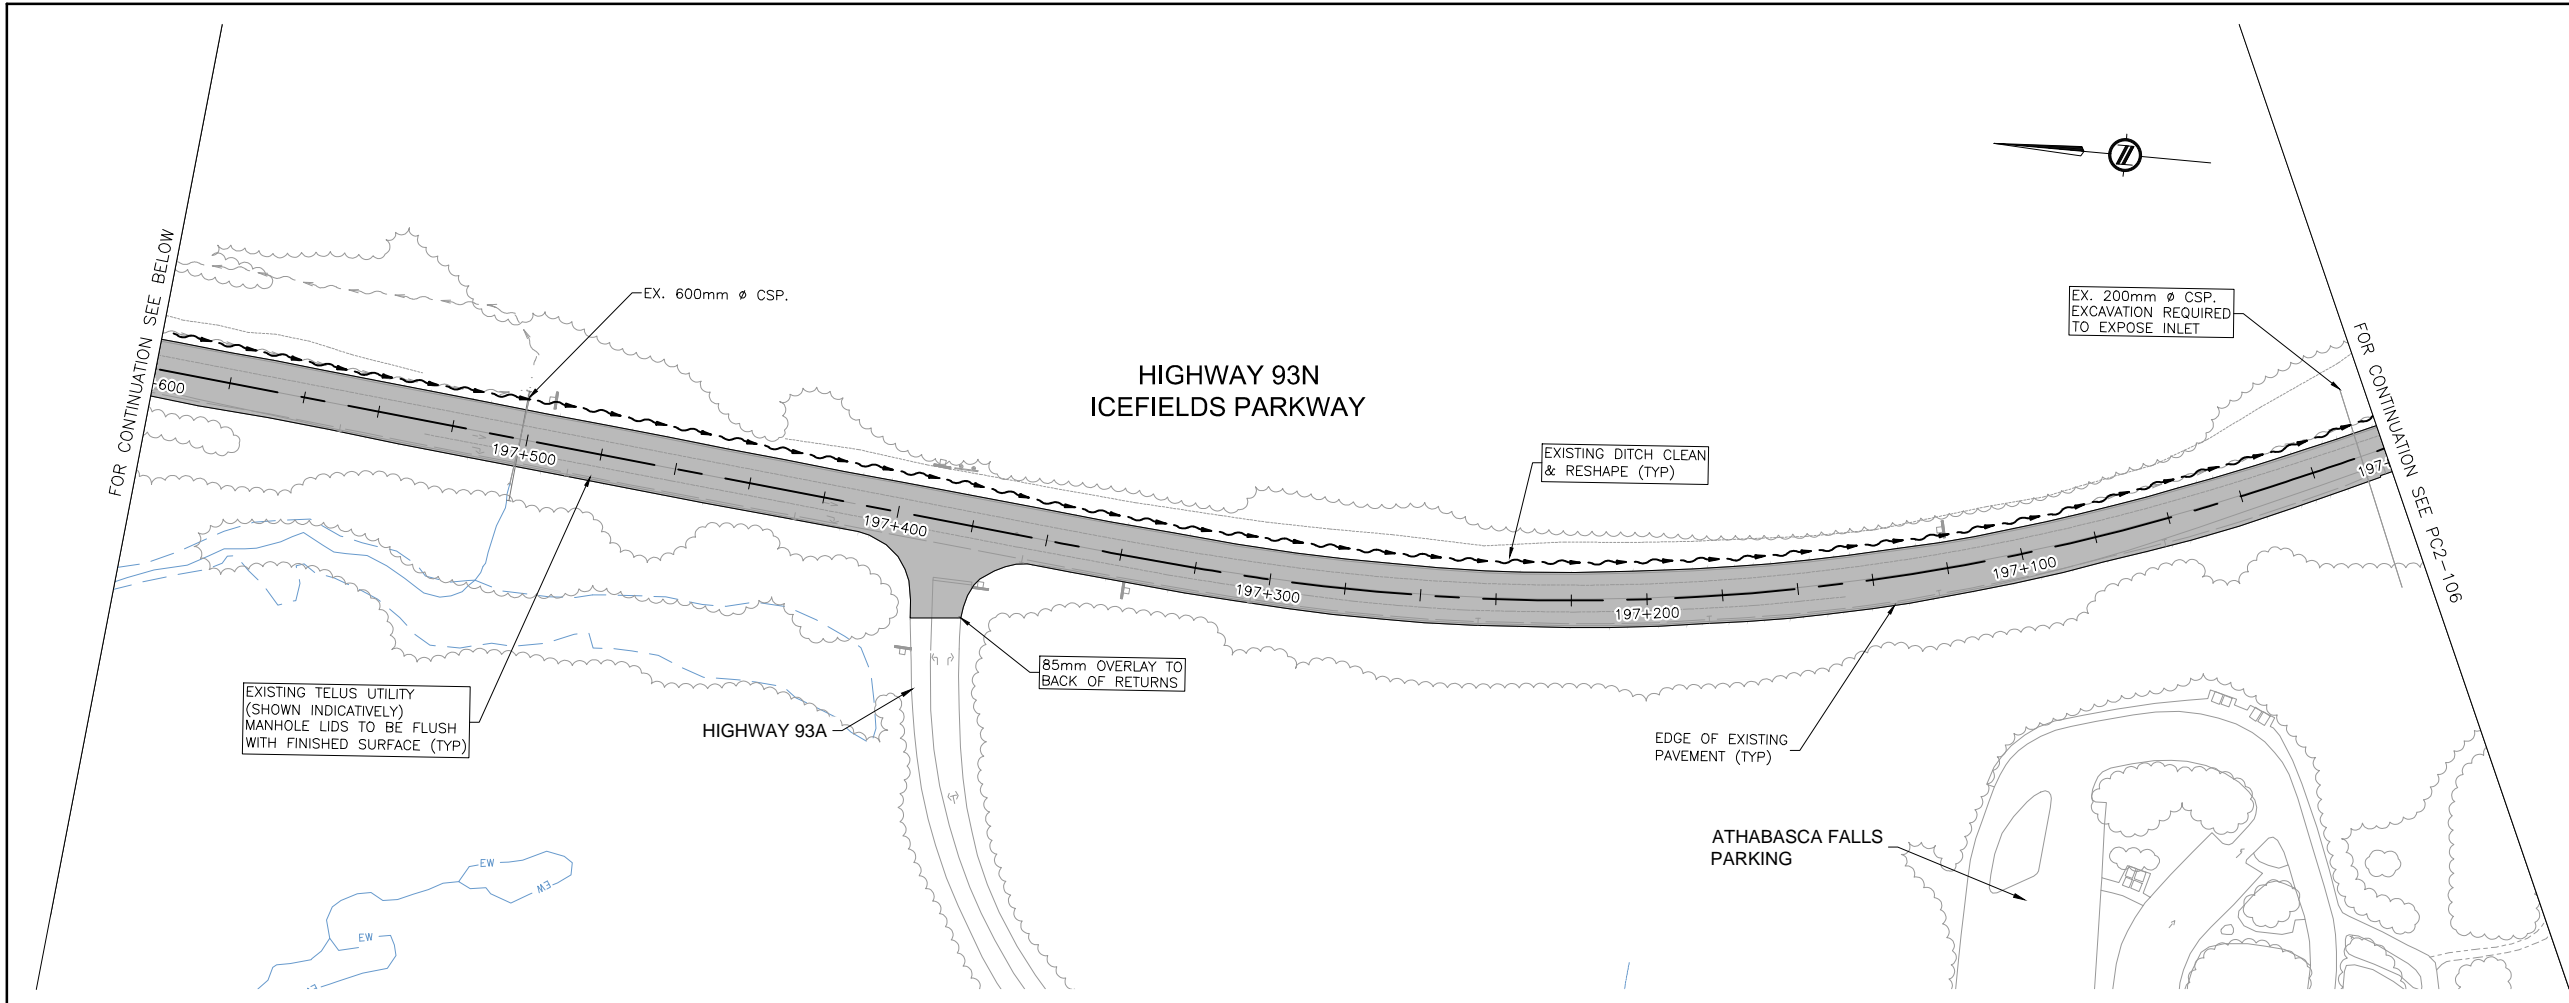 FOR CONTINUATION SEE BELOW
EX. 600mm ø CSP.
HIGHWAY 93N
ICEFIELDS PARKWAY
EX. 200mm ø CSP.
EXCAVATION REQUIRED
TO EXPOSE INLET
FOR CONTINUATION SEE PC2-106
EXISTING DITCH CLEAN
& RESHAPE (TYP)
600
197+500
197+400
197+300
197+200
197+100
197+
EXISTING TELUS UTILITY
(SHOWN INDICATIVELY)
MANHOLE LIDS TO BE FLUSH
WITH FINISHED SURFACE (TYP)
85mm OVERLAY TO
BACK OF RETURNS
HIGHWAY 93A
EDGE OF EXISTING
PAVEMENT (TYP)
ATHABASCA FALLS
PARKING
EW
EW
EW
EW